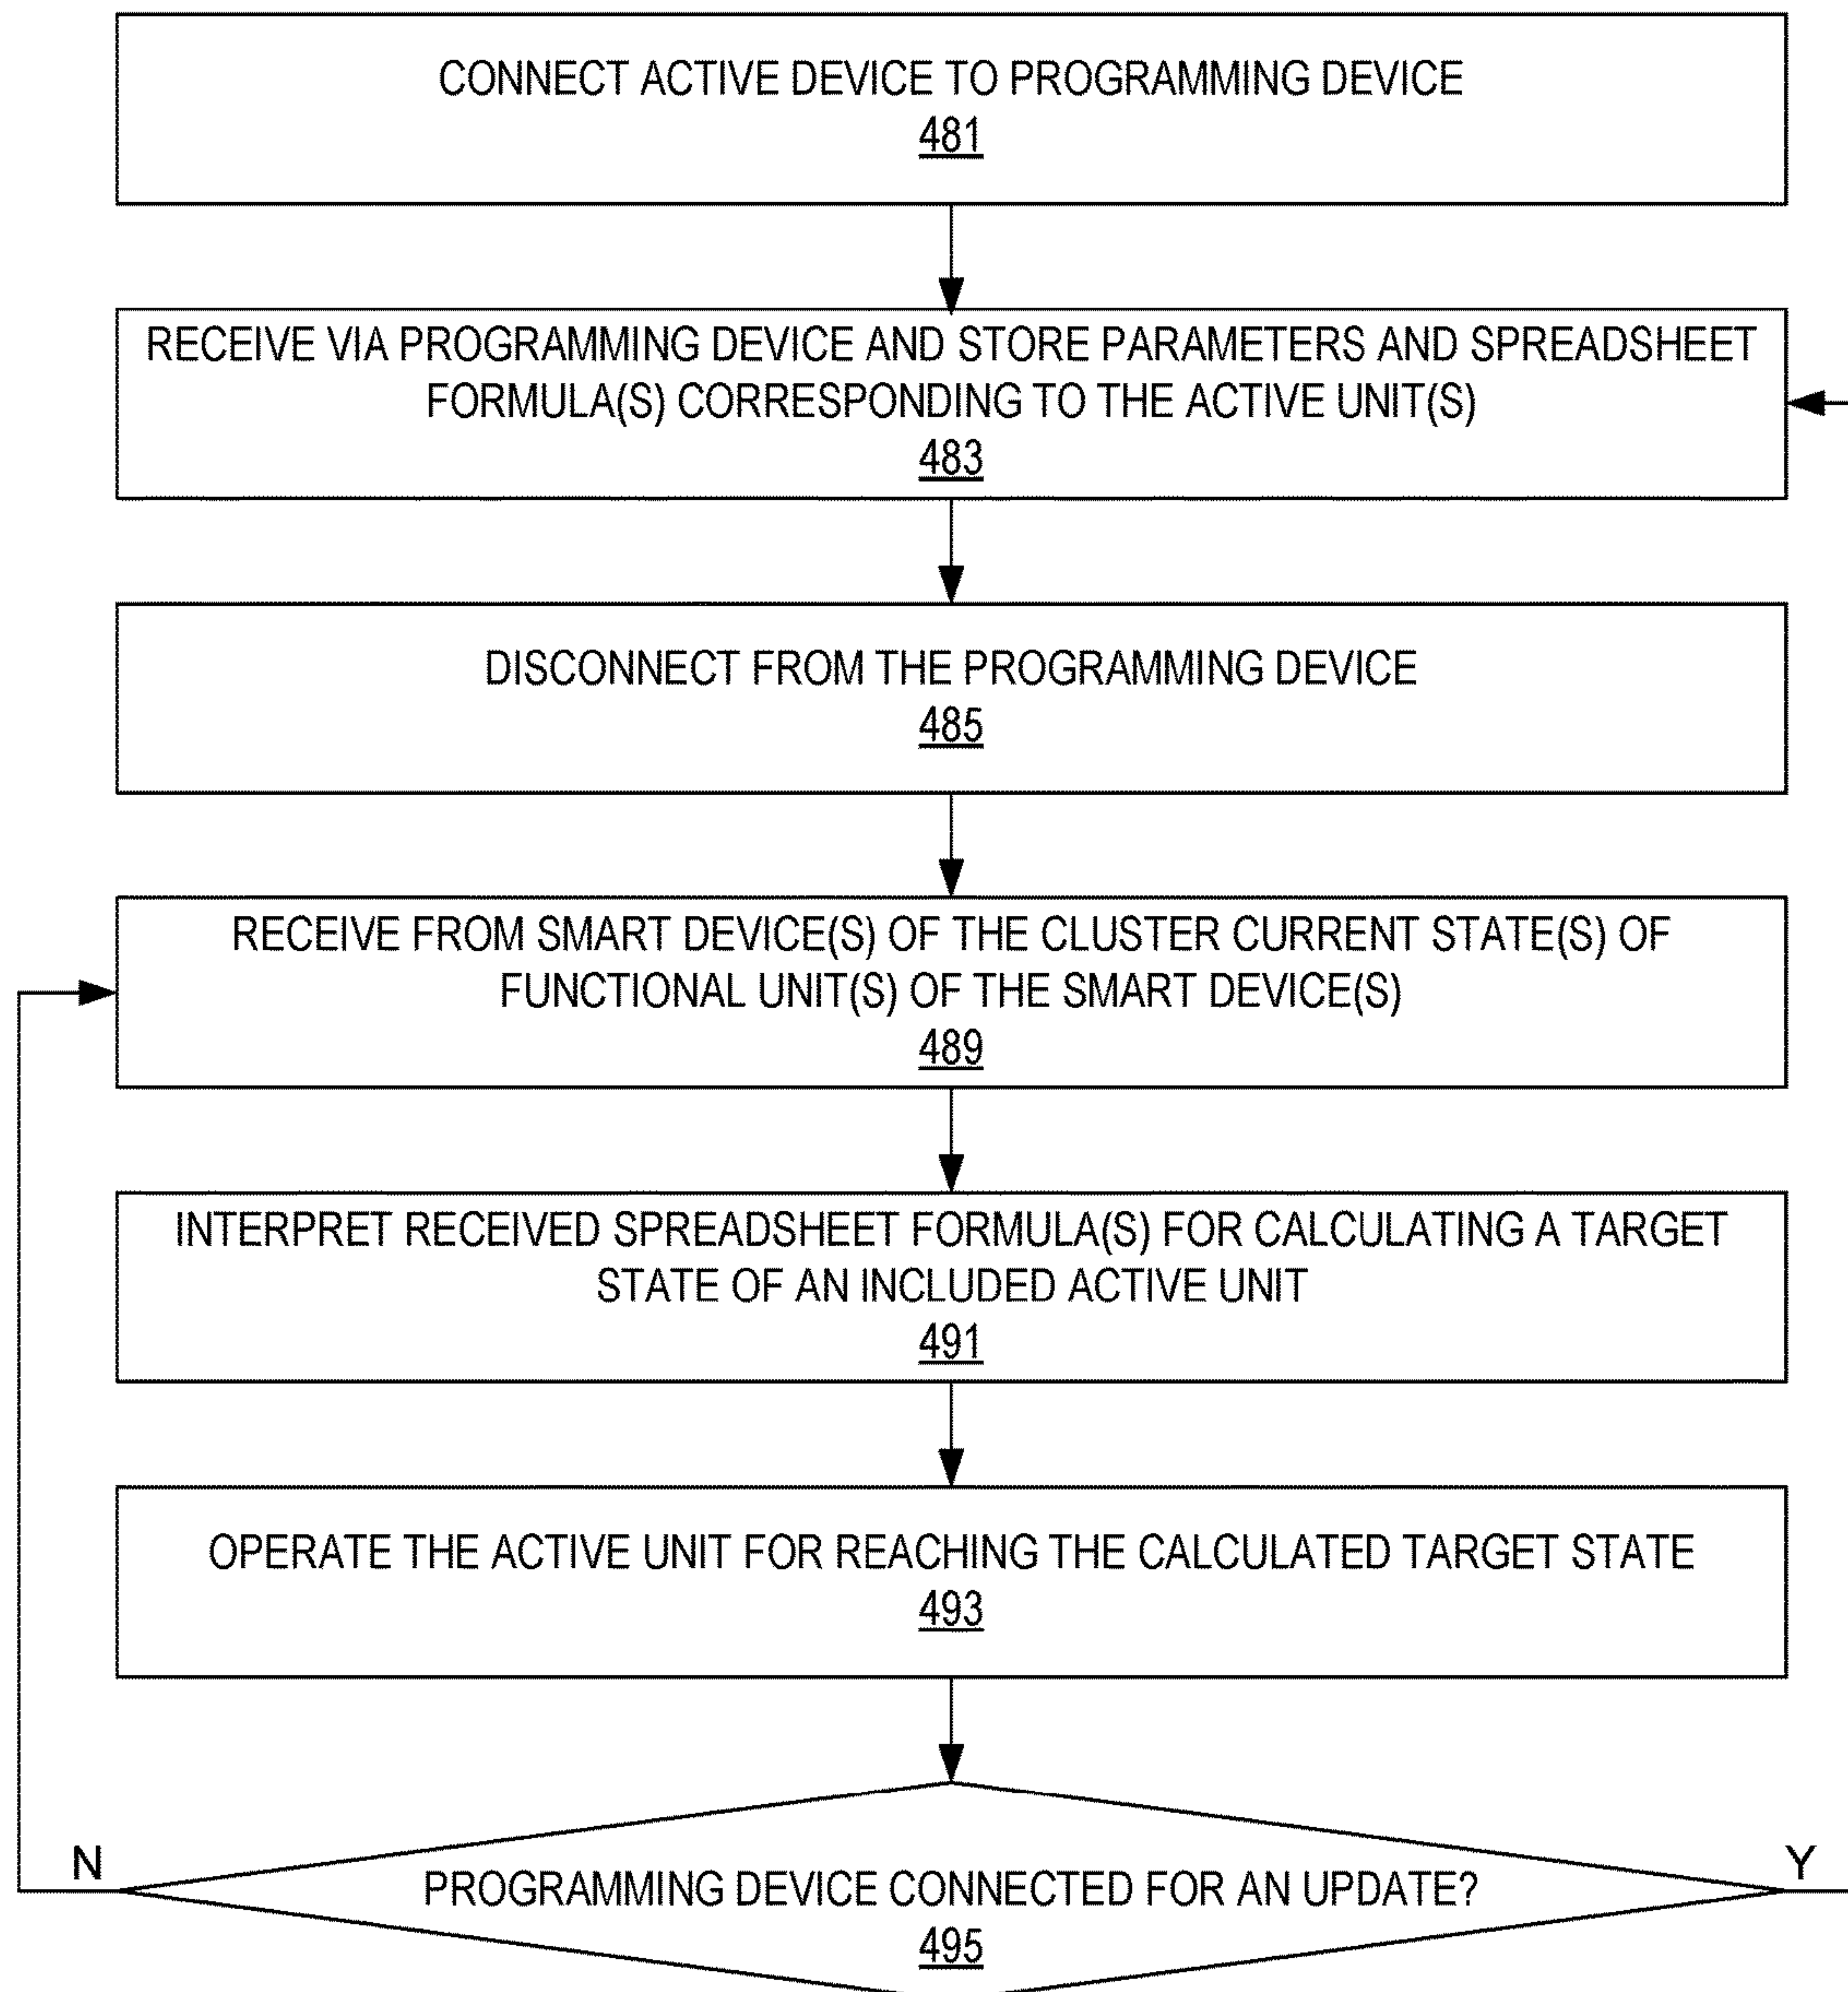 CONNECT ACTIVE DEVICE TO PROGRAMMING DEVICE
481
RECEIVE VIA PROGRAMMING DEVICE AND STORE PARAMETERS AND SPREADSHEET
FORMULA(S) CORRESPONDING TO THE ACTIVE UNIT(S)
483
DISCONNECT FROM THE PROGRAMMING DEVICE
485
RECEIVE FROM SMART DEVICE(S) OF THE CLUSTER CURRENT STATE(S) OF
FUNCTIONAL UNIT(S) OF THE SMART DEVICE(S)
489
INTERPRET RECEIVED SPREADSHEET FORMULA(S) FOR CALCULATING A TARGET
STATE OF AN INCLUDED ACTIVE UNIT
491
OPERATE THE ACTIVE UNIT FOR REACHING THE CALCULATED TARGET STATE
493
N
Y
PROGRAMMING DEVICE CONNECTED FOR AN UPDATE?
495